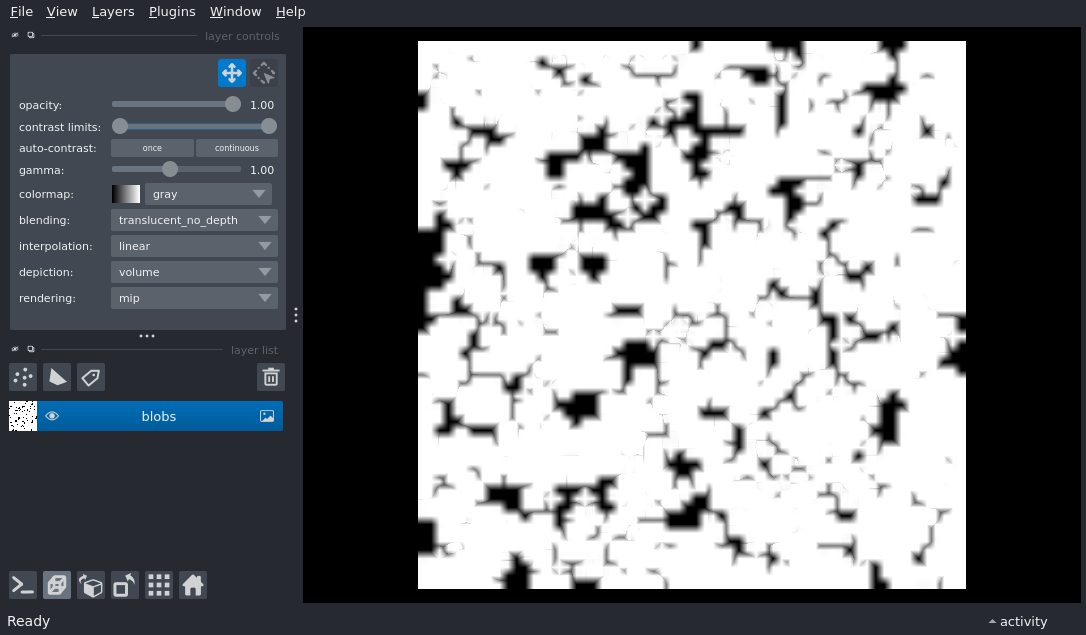 File View Layers Plugins Window Help
layer controls
opacity: 1.00
contrast limits:
auto-contrast: once continuous
gamma: 1.00
colormap: gray
blending: translucent_no_depth
interpolation: linear
depiction: volume
rendering: mip
layer list
blobs
Ready activity